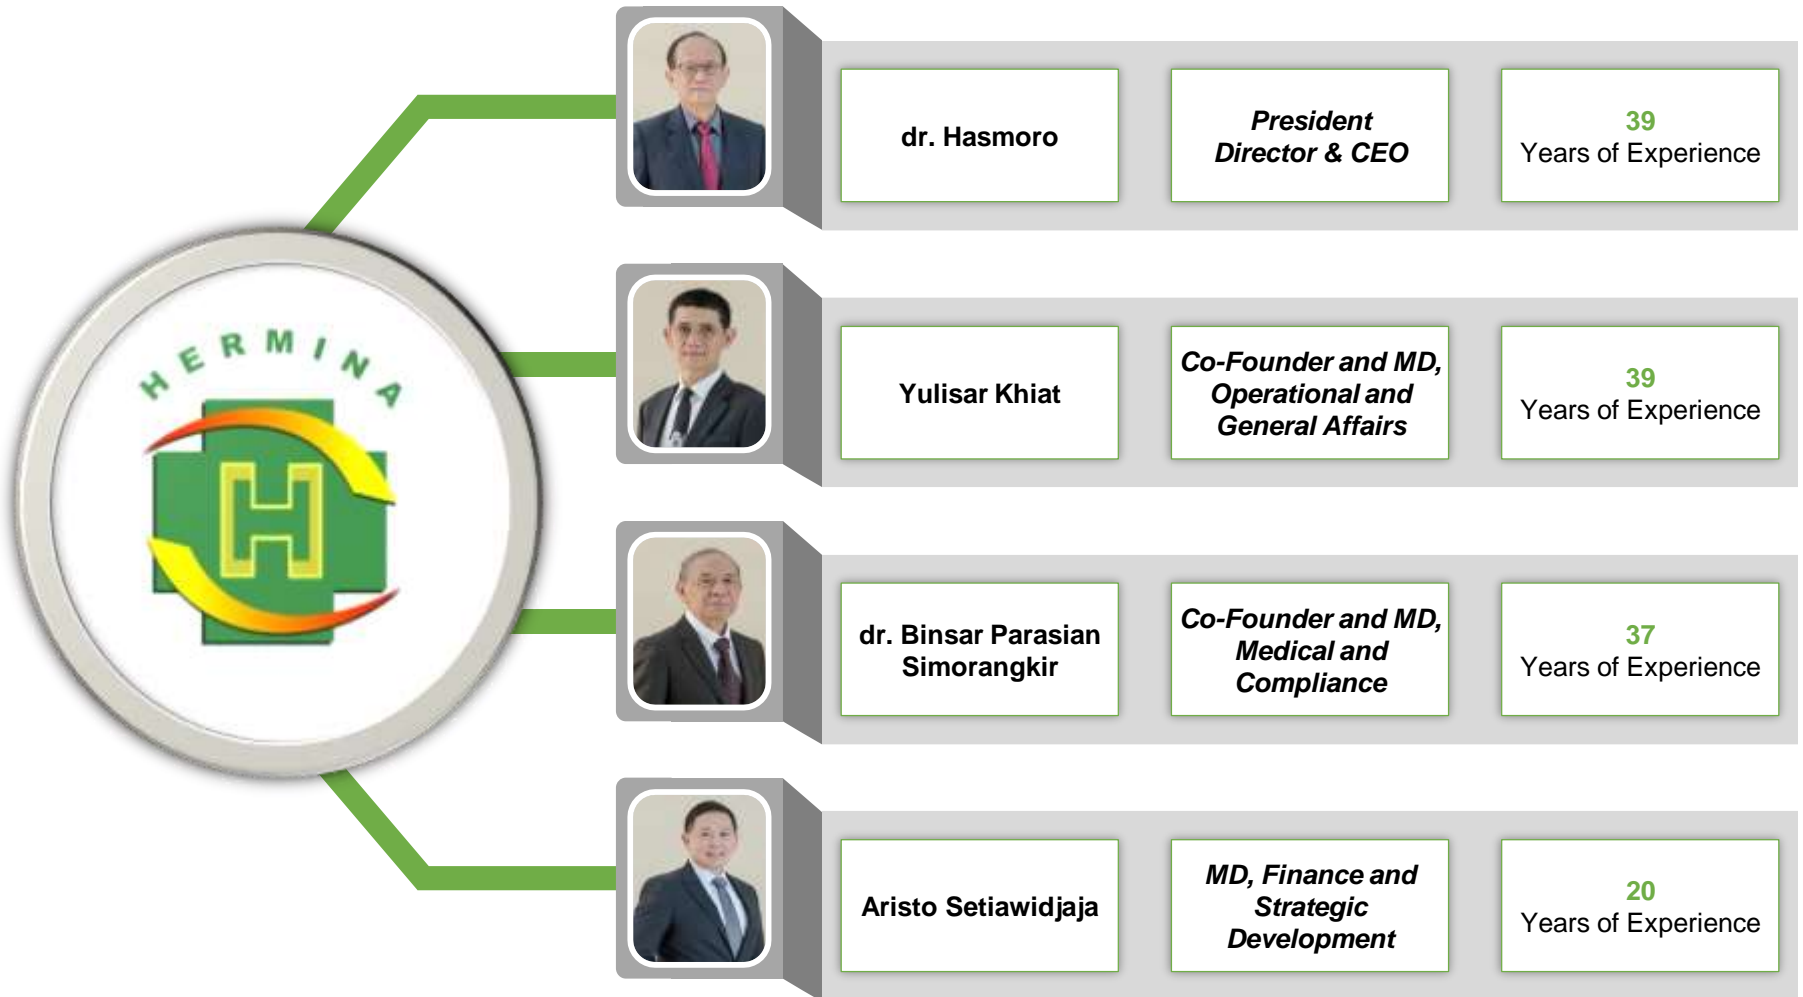 HERMINA
H
dr. Hasmoro
President
Director & CEO
39
Years of Experience
Yulisar Khiat
Co-Founder and MD,
Operational and
General Affairs
39
Years of Experience
dr. Binsar Parasian
Simorangkir
Co-Founder and MD,
Medical and
Compliance
37
Years of Experience
Aristo Setiawidjaja
MD, Finance and
Strategic
Development
20
Years of Experience